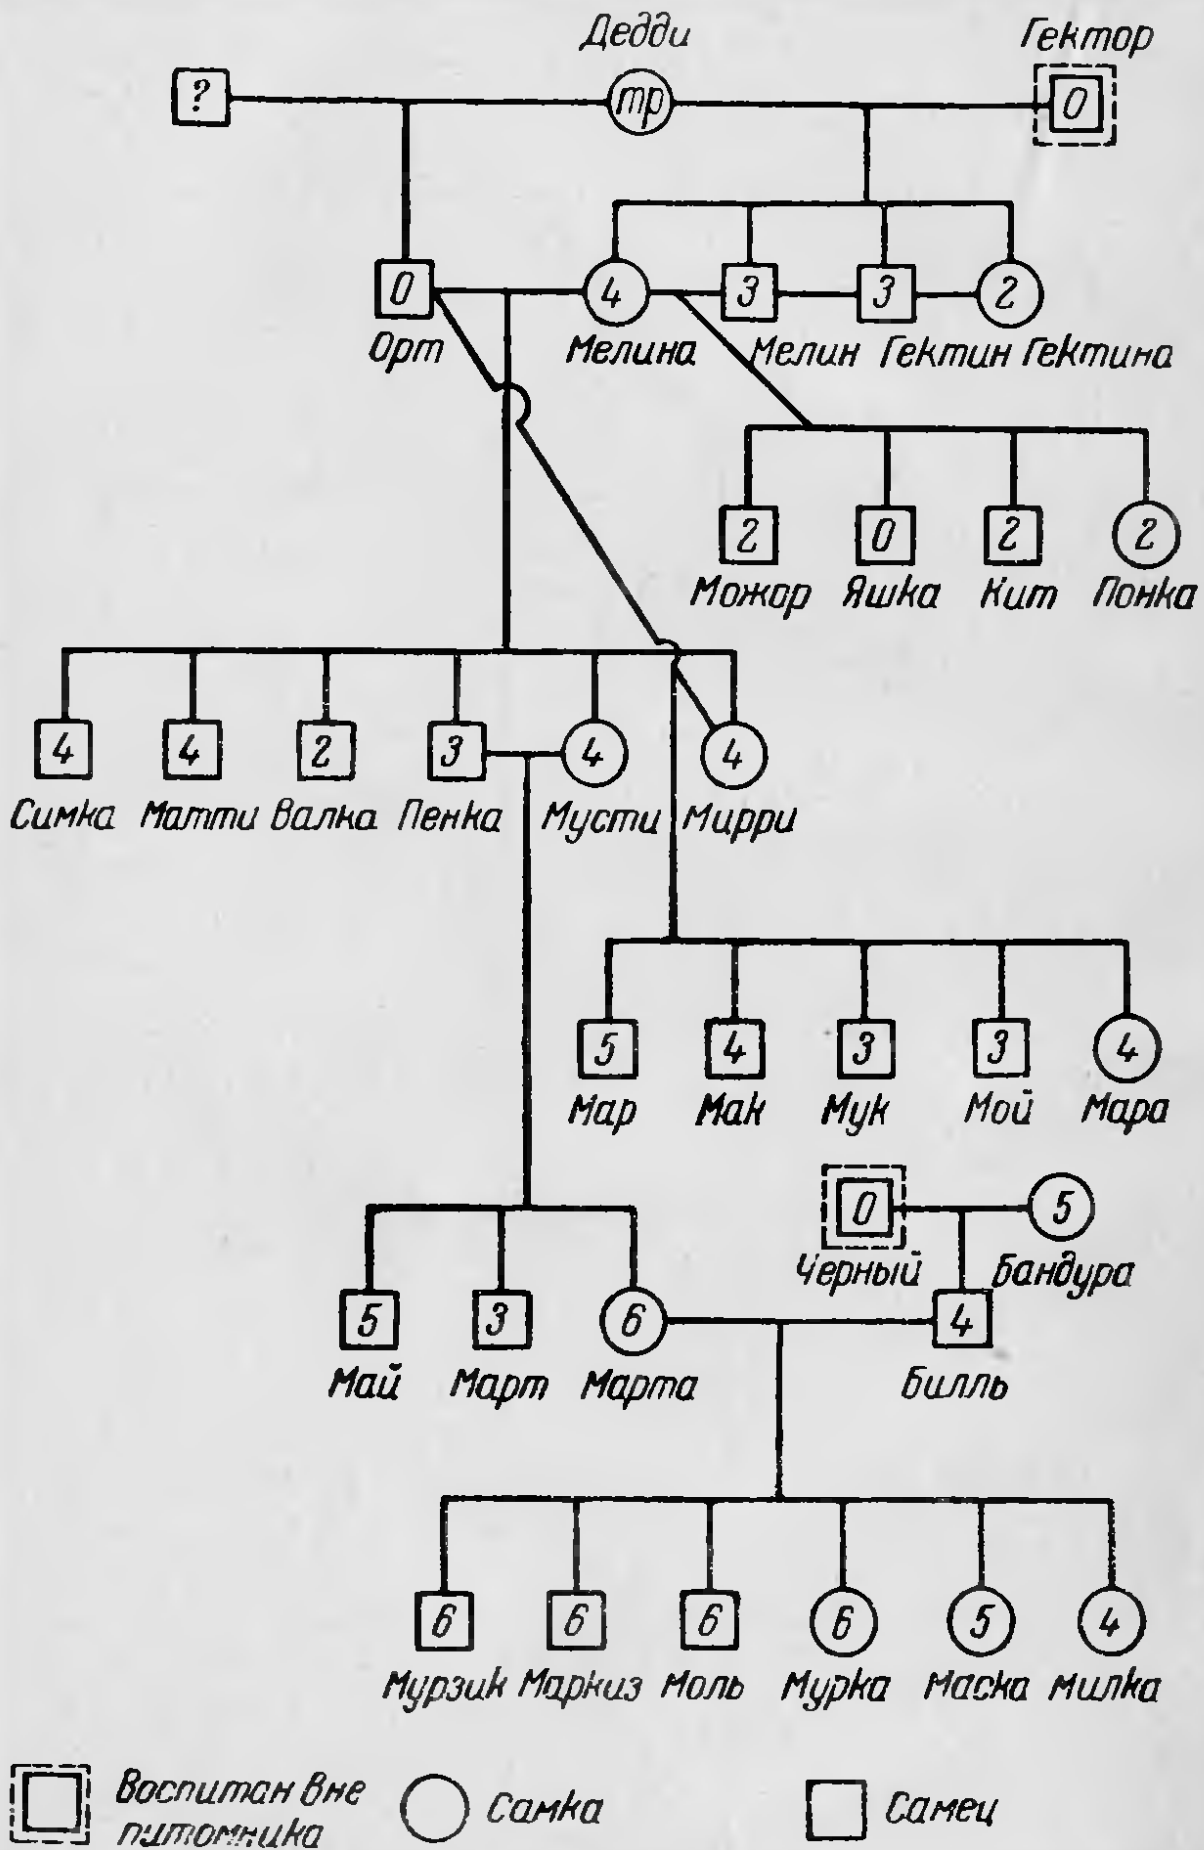 Дедди
Гектор
?
тр
0
0
4
3
3
2
Орт
Мелина
Мелин
Гектин
Гектина
2
0
2
2
Можор
Яшка
Кит
Понка
4
4
2
3
4
4
Симка
Матти
Валка
Пенка
Мусти
Мирри
5
4
3
3
4
Мар
Мак
Мук
Мой
Мара
0
5
Черный
Бандура
5
3
6
4
Май
Март
Марта
Билль
6
6
6
6
5
4
Мурзик
Маркиз
Моль
Мурка
Маска
Милка
Воспитан вне
питомника
Самка
Самец